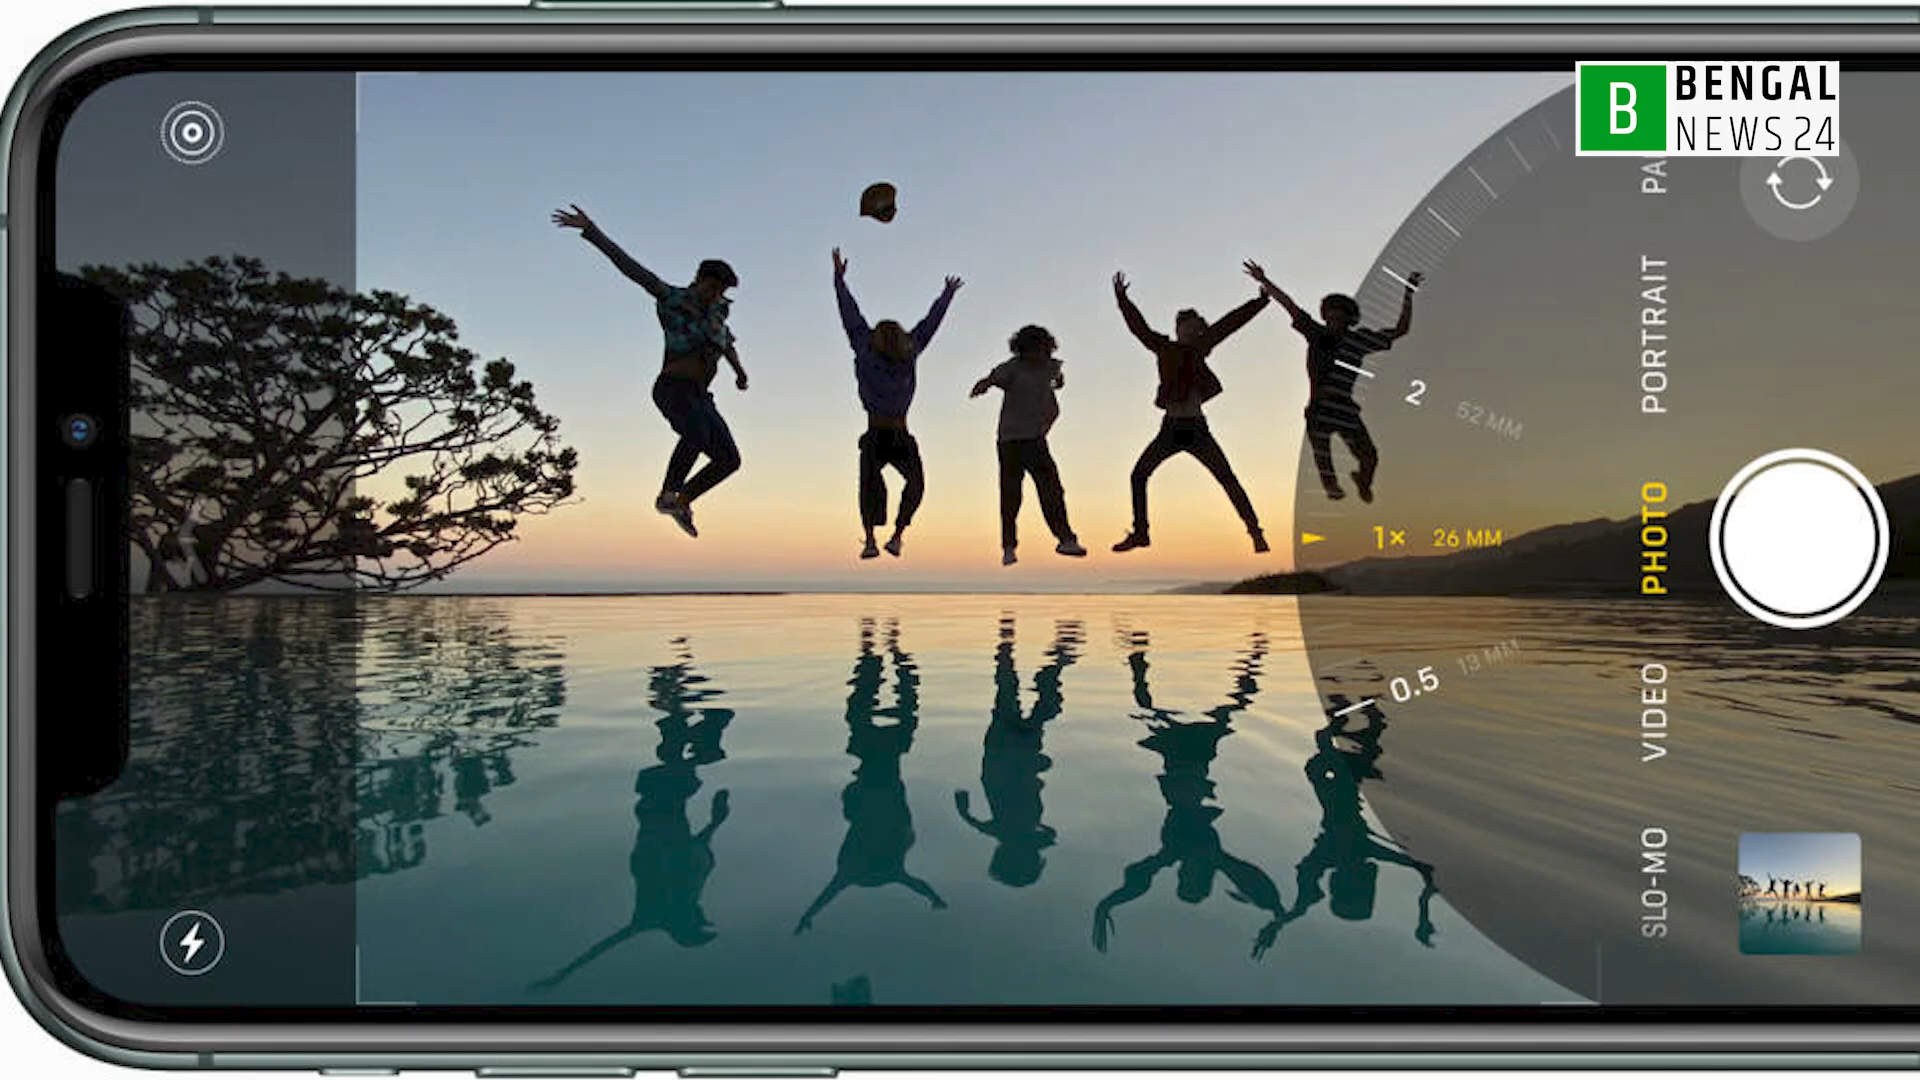 BENGAL
NEWS 24
B
PA
PORTRAIT
PHOTO
VIDEO
SLO-MO
2
52 MM
1× 26 MM
0.5
13 MM